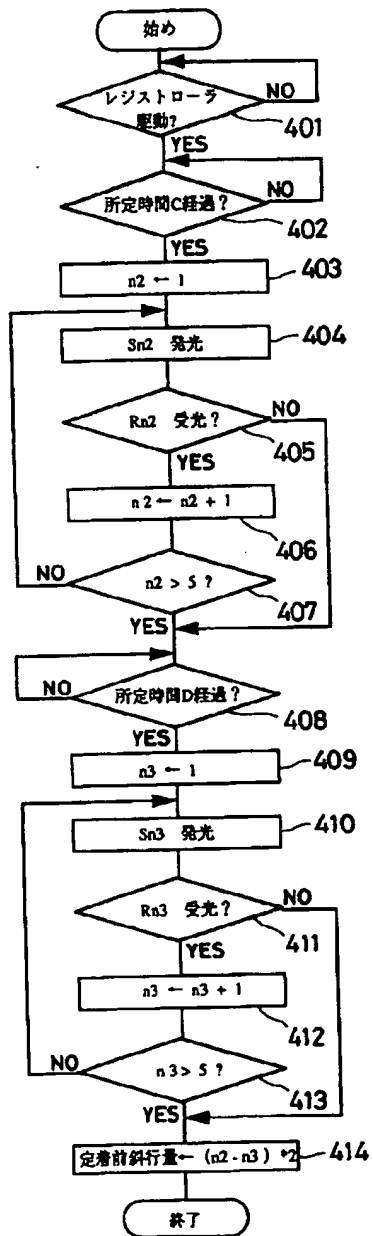 始め
レジストローラ
駆動?
NO
401
YES
所定時間C経過?
NO
402
YES
n2 ← 1
403
Sn2 発光
404
Rn2 受光?
NO
405
YES
n2 ← n2 + 1
406
NO
n2 > 5 ?
407
YES
NO
所定時間D経過?
408
YES
n3 ← 1
409
Sn3 発光
410
Rn3 受光?
NO
411
YES
n3 ← n3 + 1
412
NO
n3 > 5 ?
413
YES
定着前斜行量← (n2 - n3) *2
414
終了